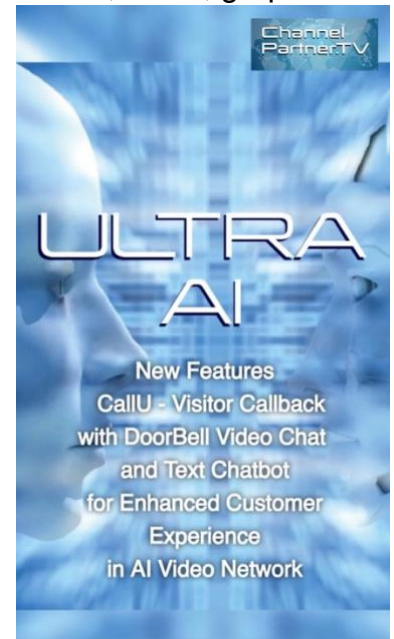 Channel
PartnerTV
ULTRA
AI
New Features
CallU - Visitor Callback
with DoorBell Video Chat
and Text Chatbot
for Enhanced Customer
Experience
in AI Video Network